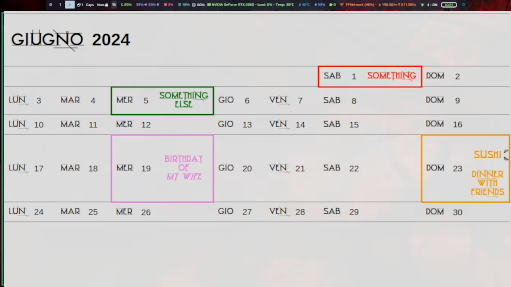 GIUGNO 2024
SAB 1 SOMETHING DOM 2
LUN 3 MAR 4 MER 5 SOMETHING ELSE GIO 6 VEN 7 SAB 8 DOM 9
LUN 10 MAR 11 MER 12 GIO 13 VEN 14 SAB 15 DOM 16
LUN 17 MAR 18 MER 19 BIRTHDAY OF MY WIFE GIO 20 VEN 21 SAB 22 DOM 23 SUSHI DINNER WITH FRIENDS
LUN 24 MAR 25 MER 26 GIO 27 VEN 28 SAB 29 DOM 30